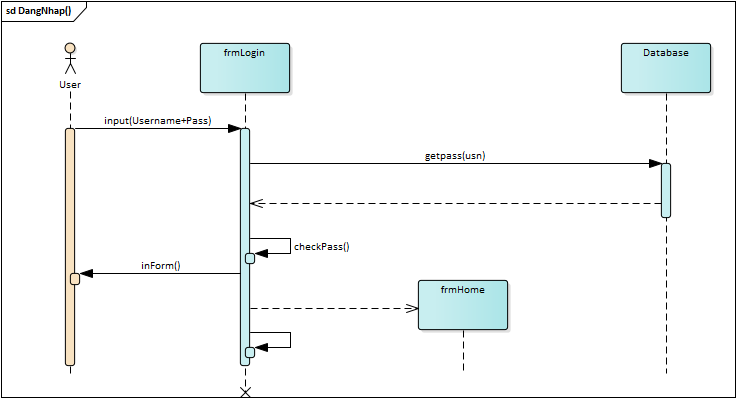 sd DangNhap()
frmLogin
Database
User
input(Username+Pass)
getpass(usn)
checkPass()
inForm()
frmHome